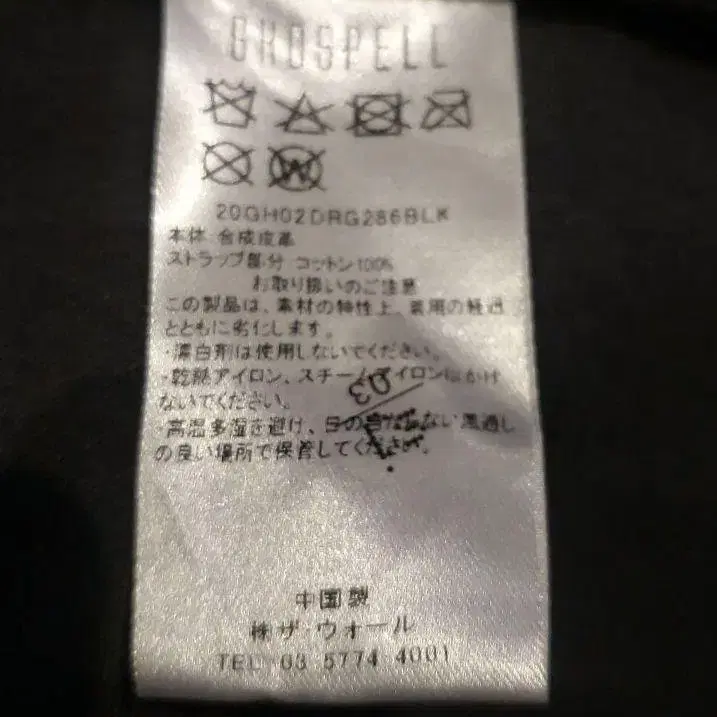 GHOSPELL
20GH02DRG286BLK
本体 合成皮革
ストラップ部分 コットン100%
お取り扱いのご注意
この製品は、素材の特性上、着用の経過
とともに劣化します。
・漂白剤は使用しないでください。
・乾熱アイロン、スチームアイロンはかけ
ないでください。
・高温多湿を避け、日の当たらない風通し
の良い場所で保管してください。
中国製
株ザ・ウォール
TEL 03 5774 4001